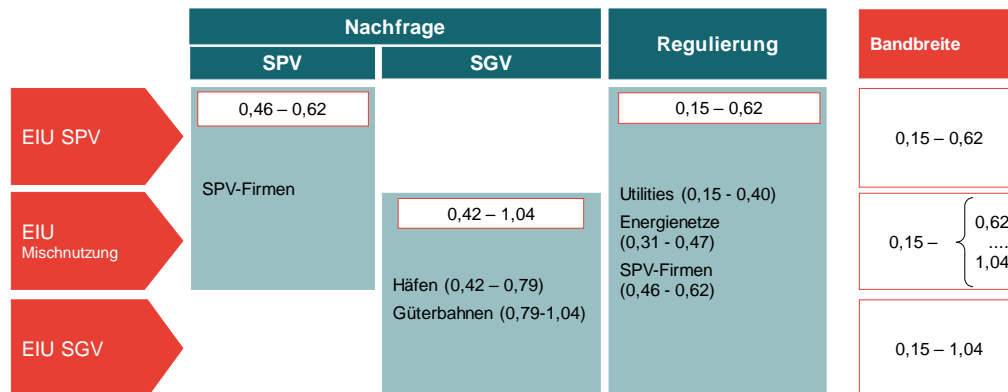 Nachfrage
Regulierung
Bandbreite
SPV
SGV
EIU SPV
0,46 – 0,62
0,15 – 0,62
0,15 – 0,62
SPV-Firmen
EIU
Mischnutzung
0,42 – 1,04
Utilities (0,15 - 0,40)
Energienetze
(0,31 - 0,47)
SPV-Firmen
(0,46 - 0,62)
0,15 –
0,62
....
1,04
Häfen (0,42 – 0,79)
Güterbahnen (0,79-1,04)
EIU SGV
0,15 – 1,04